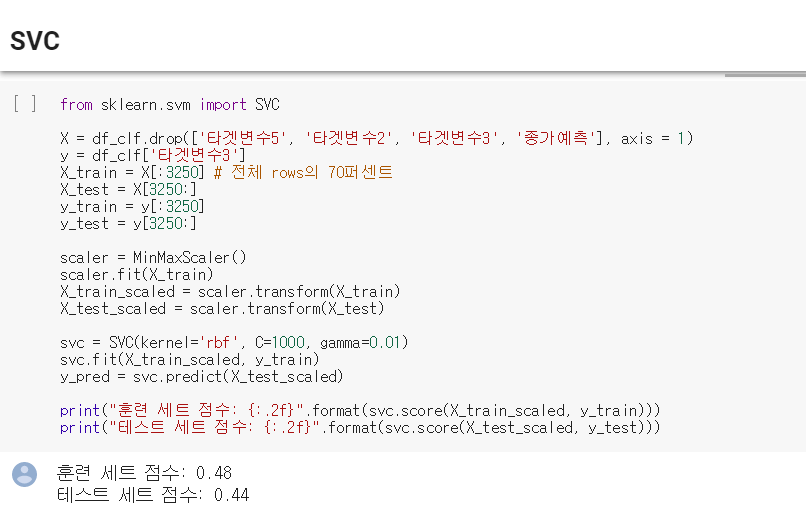 SVC
[ ]
from sklearn.svm import SVC
X = df_clf.drop(['타겟변수5', '타겟변수2', '타겟변수3', '종가예측'], axis = 1)
y = df_clf['타겟변수3']
X_train = X[:3250] # 전체 rows의 70퍼센트
X_test = X[3250:]
y_train = y[:3250]
y_test = y[3250:]
scaler = MinMaxScaler()
scaler.fit(X_train)
X_train_scaled = scaler.transform(X_train)
X_test_scaled = scaler.transform(X_test)
svc = SVC(kernel='rbf', C=1000, gamma=0.01)
svc.fit(X_train_scaled, y_train)
y_pred = svc.predict(X_test_scaled)
print("훈련 세트 점수: {:.2f}".format(svc.score(X_train_scaled, y_train)))
print("테스트 세트 점수: {:.2f}".format(svc.score(X_test_scaled, y_test)))
훈련 세트 점수: 0.48
테스트 세트 점수: 0.44